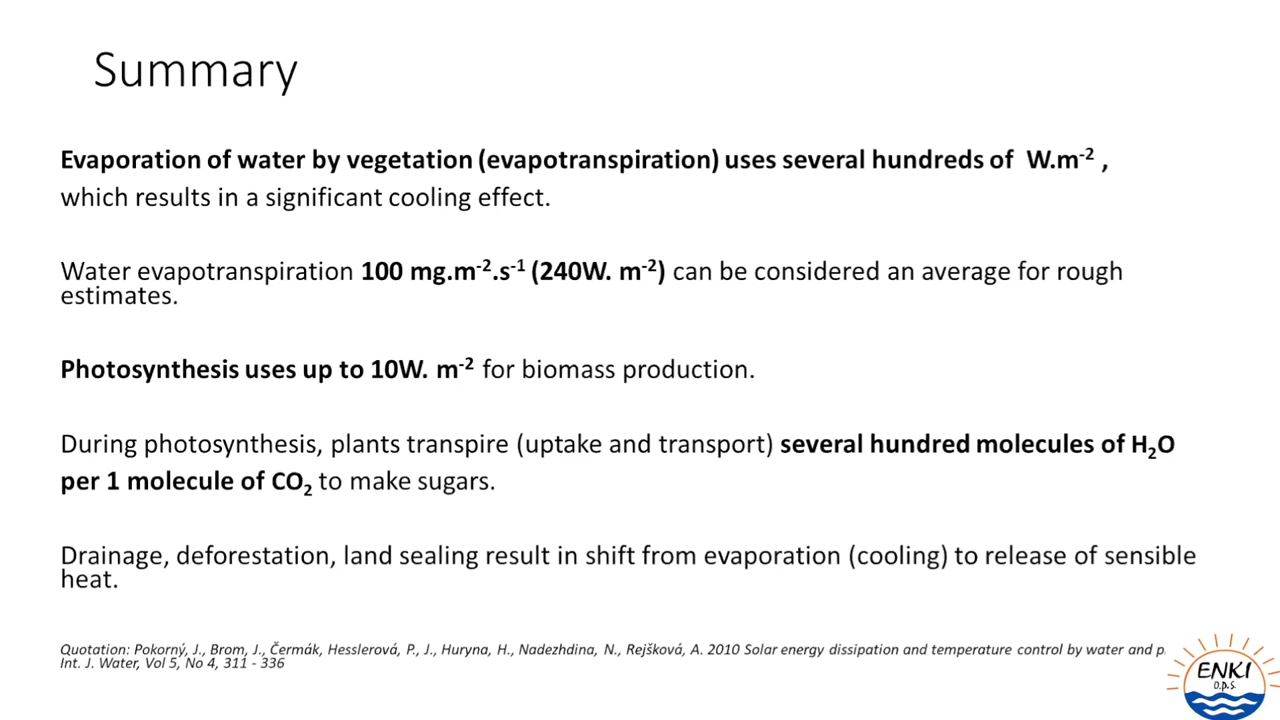 Summary
Evaporation of water by vegetation (evapotranspiration) uses several hundreds of W.m⁻² ,
which results in a significant cooling effect.
Water evapotranspiration 100 mg.m⁻².s⁻¹ (240W. m⁻²) can be considered an average for rough
estimates.
Photosynthesis uses up to 10W. m⁻² for biomass production.
During photosynthesis, plants transpire (uptake and transport) several hundred molecules of H₂O
per 1 molecule of CO₂ to make sugars.
Drainage, deforestation, land sealing result in shift from evaporation (cooling) to release of sensible
heat.
Quotation: Pokorný, J., Brom, J., Čermák, Hesslerová, P., J., Huryna, H., Nadezhdina, N., Rejšková, A. 2010 Solar energy dissipation and temperature control by water and
Int. J. Water, Vol 5, No 4, 311 - 336
ENKI
o.p.s.